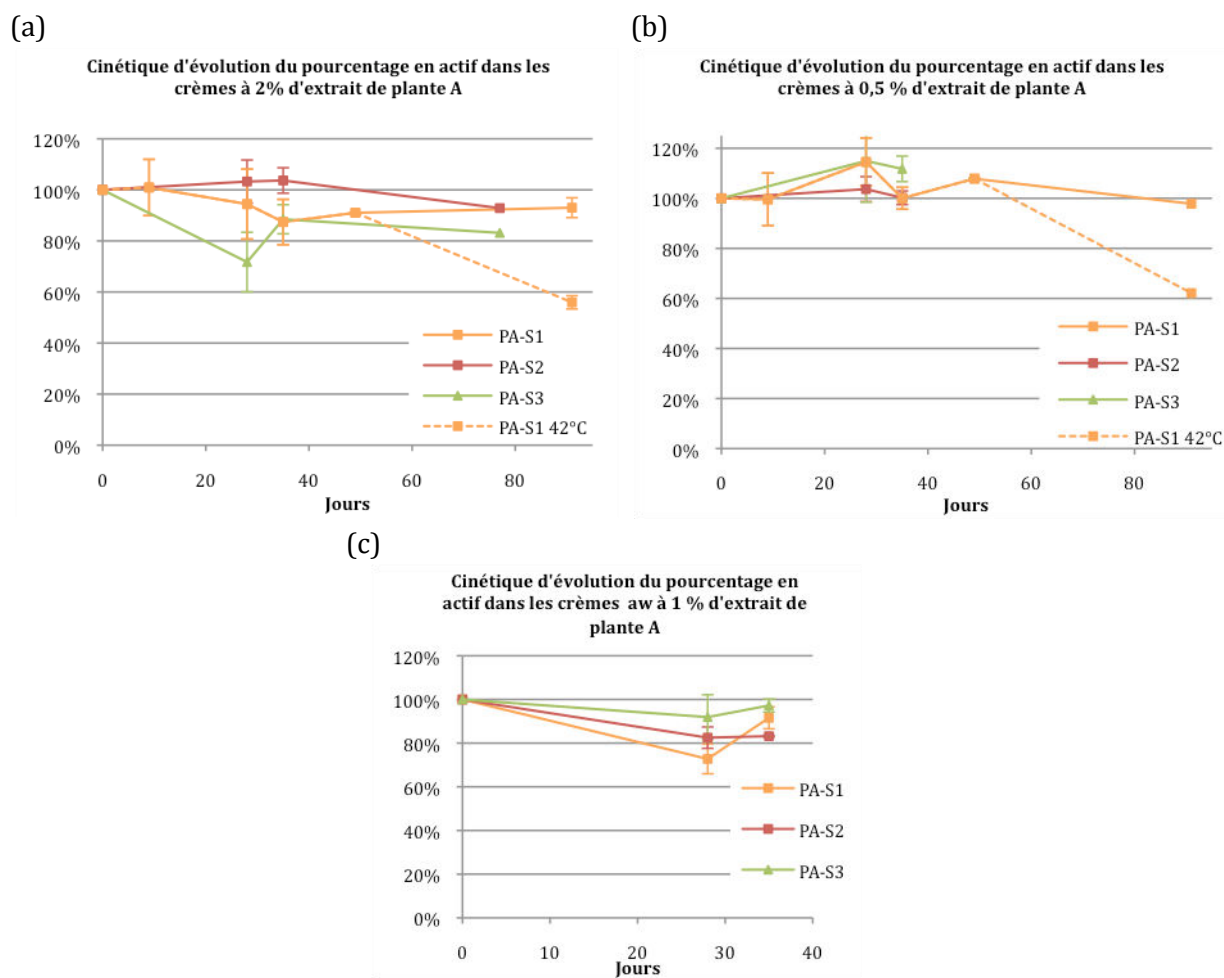 (a)
Cinétique d'évolution du pourcentage en actif dans les
crèmes à 2% d'extrait de plante A
120%
100%
80%
60%
40%
20%
0%
0
20
40
60
80
Jours
PA-S1
PA-S2
PA-S3
PA-S1 42°C
(b)
Cinétique d'évolution du pourcentage en actif dans les
crèmes à 0,5 % d'extrait de plante A
120%
100%
80%
60%
40%
20%
0%
0
20
40
60
80
Jours
PA-S1
PA-S2
PA-S3
PA-S1 42°C
(c)
Cinétique d'évolution du pourcentage en
actif dans les crèmes aw à 1 % d'extrait de
plante A
120%
100%
80%
60%
40%
20%
0%
0
10
20
30
40
Jours
PA-S1
PA-S2
PA-S3